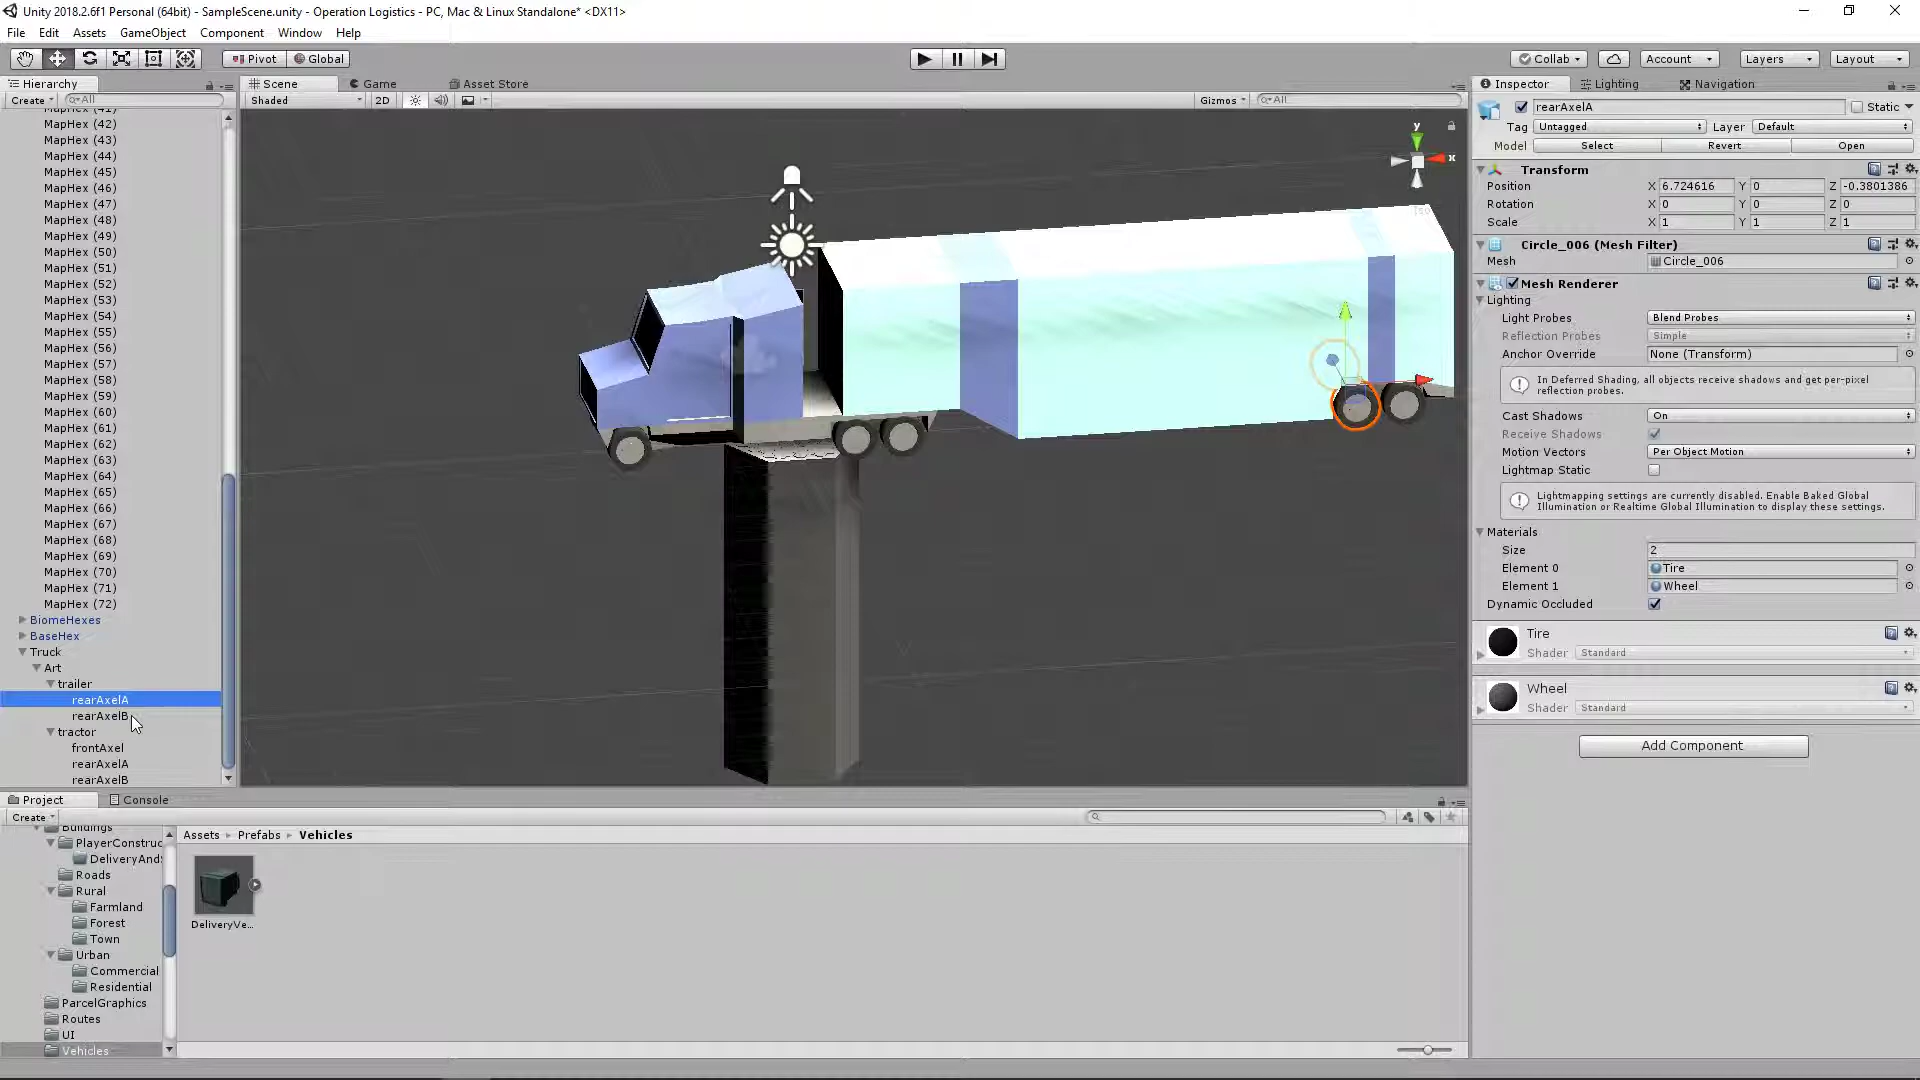 Unity 2018.2.6f1 Personal (64bit) - SampleScene.unity - Operation Logistics - PC, Mac & Linux Standalone* <DX11>
File Edit Assets GameObject Component Window Help
Pivot Global Collab Account Layers Layout
Hierarchy
Create All
MapHex (41)
MapHex (42)
MapHex (43)
MapHex (44)
MapHex (45)
MapHex (46)
MapHex (47)
MapHex (48)
MapHex (49)
MapHex (50)
MapHex (51)
MapHex (52)
MapHex (53)
MapHex (54)
MapHex (55)
MapHex (56)
MapHex (57)
MapHex (58)
MapHex (59)
MapHex (60)
MapHex (61)
MapHex (62)
MapHex (63)
MapHex (64)
MapHex (65)
MapHex (66)
MapHex (67)
MapHex (68)
MapHex (69)
MapHex (70)
MapHex (71)
MapHex (72)
BiomeHexes
BaseHex
Truck
Art
trailer
rearAxelA
rearAxelB
tractor
frontAxel
rearAxelA
rearAxelB
Scene Game Asset Store
Shaded 2D Gizmos All
y
x
Inspector Lighting Navigation
rearAxelA Static
Tag Untagged Layer Default
Model Select Revert Open
Transform
Position X 6.724616 Y 0 Z -0.3801386
Rotation X 0 Y 0 Z 0
Scale X 1 Y 1 Z 1
Circle_006 (Mesh Filter)
Mesh Circle_006
Mesh Renderer
Lighting
Light Probes Blend Probes
Reflection Probes Simple
Anchor Override None (Transform)
In Deferred Shading, all objects receive shadows and get per-pixel
reflection probes.
Cast Shadows On
Receive Shadows
Motion Vectors Per Object Motion
Lightmap Static
Lightmapping settings are currently disabled. Enable Baked Global
Illumination or Realtime Global Illumination to display these settings.
Materials
Size 2
Element 0 Tire
Element 1 Wheel
Dynamic Occluded
Tire
Shader Standard
Wheel
Shader Standard
Add Component
Project Console
Create
Buildings
PlayerConstruc
DeliveryAnd
Roads
Rural
Farmland
Forest
Town
Urban
Commercial
Residential
ParcelGraphics
Routes
UI
Vehicles
Assets Prefabs Vehicles
DeliveryVe...